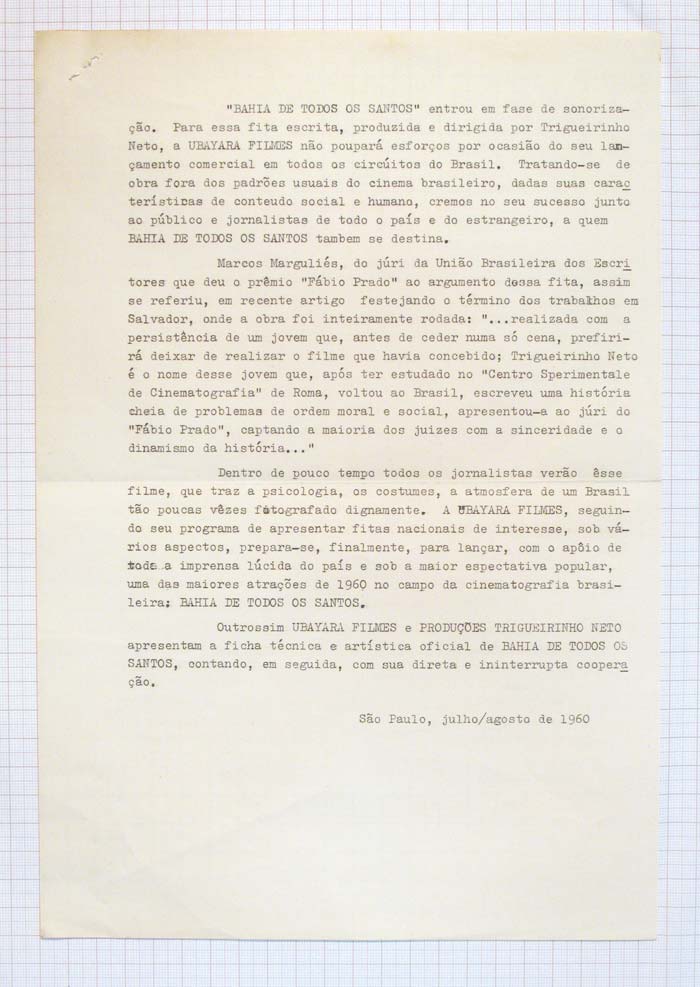 "BAHIA DE TODOS OS SANTOS" entrou em fase de sonoriza-
ção. Para essa fita escrita, produzida e dirigida por Trigueirinho
Neto, a UBAYARA FILMES não poupará esforços por ocasião do seu lan-
çamento comercial em todos os circúitos do Brasil. Tratando-se de
obra fora dos padrões usuais do cinema brasileiro, dadas suas carac
terísticas de conteudo social e humano, cremos no seu sucesso junto
ao público e jornalistas de todo o país e do estrangeiro, a quem
BAHIA DE TODOS OS SANTOS tambem se destina.
Marcos Marguliés, do júri da União Brasileira dos Escri
tores que deu o prêmio "Fábio Prado" ao argumento dessa fita, assim
se referiu, em recente artigo festejando o término dos trabalhos em
Salvador, onde a obra foi inteiramente rodada: "...realizada com a
persistência de um jovem que, antes de ceder numa só cena, prefiri-
rá deixar de realizar o filme que havia concebido; Trigueirinho Neto
é o nome desse jovem que, após ter estudado no "Centro Sperimentale
de Cinematografia" de Roma, voltou ao Brasil, escreveu uma história
cheia de problemas de ordem moral e social, apresentou-a ao júri do
"Fábio Prado", captando a maioria dos juizes com a sinceridade e o
dinamismo da história..."
Dentro de pouco tempo todos os jornalistas verão êsse
filme, que traz a psicologia, os costumes, a atmosfera de um Brasil
tão poucas vêzes fotografado dignamente. A UBAYARA FILMES, seguin-
do seu programa de apresentar fitas nacionais de interesse, sob vá-
rios aspectos, prepara-se, finalmente, para lançar, com o apôio de
toda a imprensa lúcida do país e sob a maior espectativa popular,
uma das maiores atrações de 1960 no campo da cinematografia brasi-
leira: BAHIA DE TODOS OS SANTOS.
Outrossim UBAYARA FILMES e PRODUÇÕES TRIGUEIRINHO NETO
apresentam a ficha técnica e artística oficial de BAHIA DE TODOS OS
SANTOS, contando, em seguida, com sua direta e ininterrupta coopera
ção.
São Paulo, julho/agosto de 1960